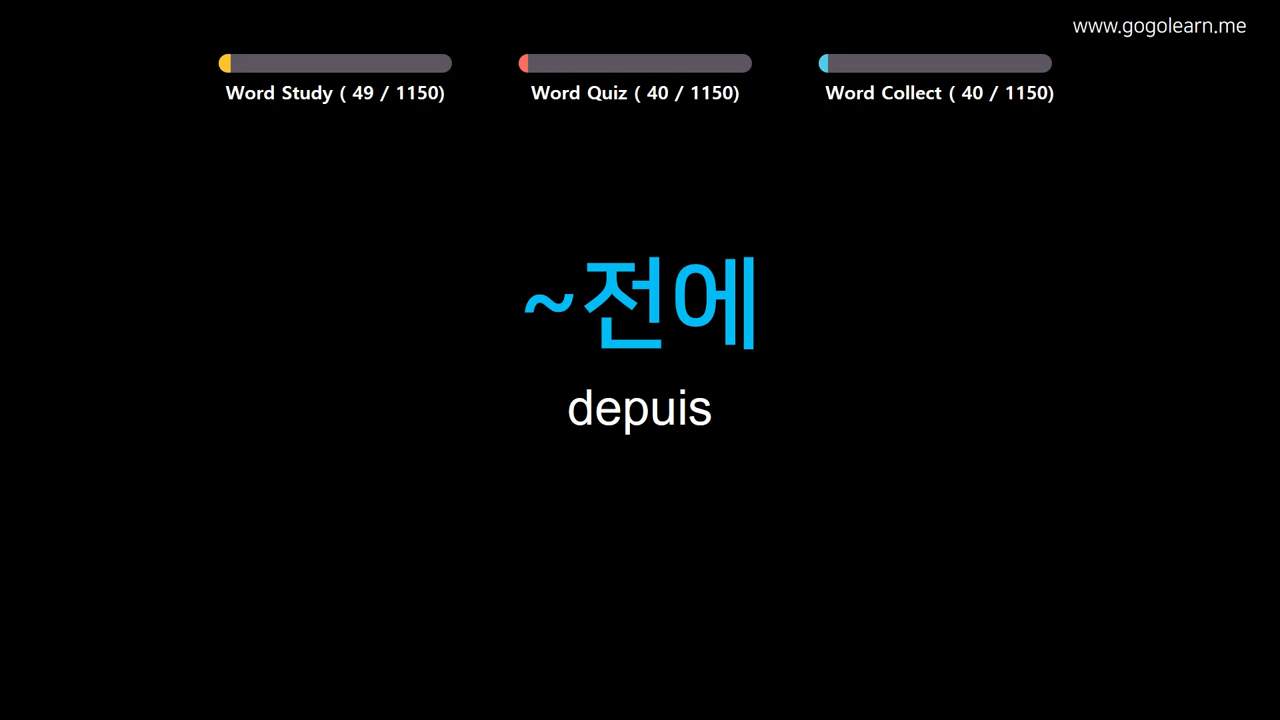 www.gogolearn.me
Word Study ( 49 / 1150)
Word Quiz ( 40 / 1150)
Word Collect ( 40 / 1150)
~전에
depuis